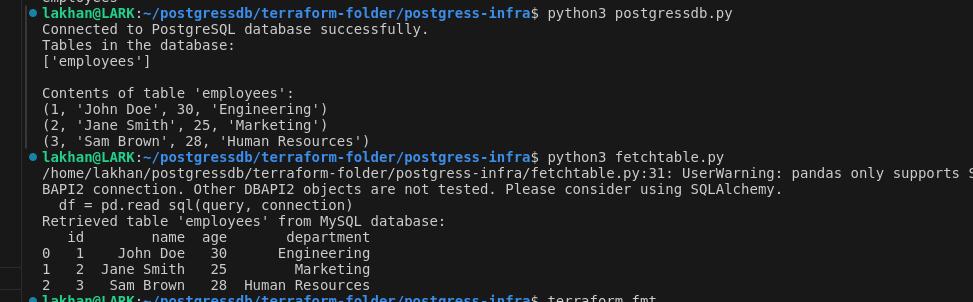 employees
lakhan@LARK:~/postgressdb/terraform-folder/postgress-infra$ python3 postgressdb.py
Connected to PostgreSQL database successfully.
Tables in the database:
['employees']
Contents of table 'employees':
(1, 'John Doe', 30, 'Engineering')
(2, 'Jane Smith', 25, 'Marketing')
(3, 'Sam Brown', 28, 'Human Resources')
lakhan@LARK:~/postgressdb/terraform-folder/postgress-infra$ python3 fetchtable.py
/home/lakhan/postgressdb/terraform-folder/postgress-infra/fetchtable.py:31: UserWarning: pandas only supports S
BAPI2 connection. Other DBAPI2 objects are not tested. Please consider using SQLAlchemy.
df = pd.read sql(query, connection)
Retrieved table 'employees' from MySQL database:
id name age department
0 1 John Doe 30 Engineering
1 2 Jane Smith 25 Marketing
2 3 Sam Brown 28 Human Resources
lakhan@LARK:~/postgressdb/terraform-folder/postgress-infra$ terraform fmt